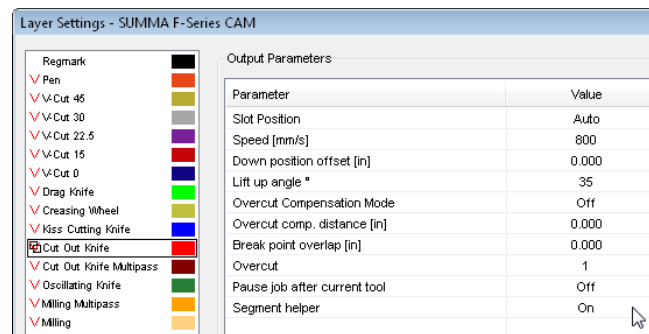 Layer Settings - SUMMA F-Series CAM
Regmark
Pen
V-Cut 45
V-Cut 30
V-Cut 22.5
V-Cut 15
V-Cut 0
Drag Knife
Creasing Wheel
Kiss Cutting Knife
Cut Out Knife
Cut Out Knife Multipass
Oscillating Knife
Milling Multipass
Milling
Output Parameters
Parameter Value
Slot Position Auto
Speed [mm/s] 800
Down position offset [in] 0.000
Lift up angle ° 35
Overcut Compensation Mode Off
Overcut comp. distance [in] 0.000
Break point overlap [in] 0.000
Overcut 1
Pause job after current tool Off
Segment helper On